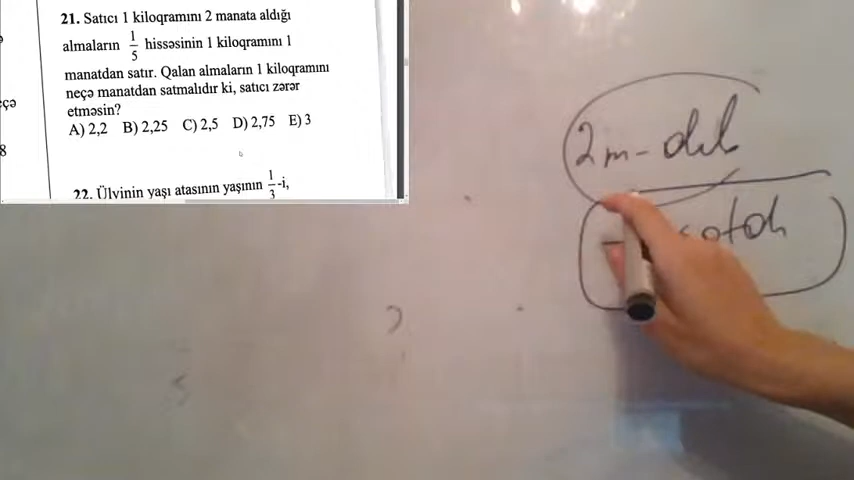 21. Satıcı 1 kiloqramını 2 manata aldığı
almaların 1/5 hissəsinin 1 kiloqramını 1
manatdan satır. Qalan almaların 1 kiloqramını
neçə manatdan satmalıdır ki, satıcı zərər
etməsin?
A) 2,2 B) 2,25 C) 2,5 D) 2,75 E) 3
22. Ülvinin yaşı atasının yaşının 1/3-i,
8
2m-